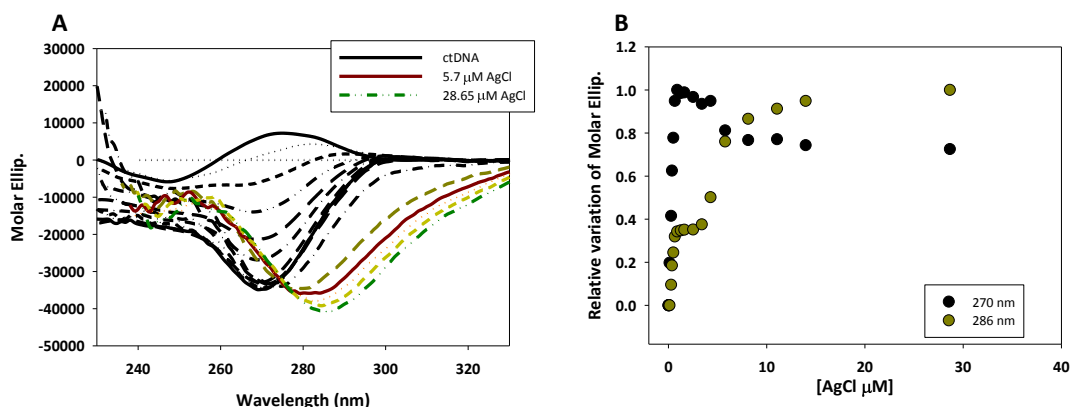 A
30000
20000
10000
0
-10000
-20000
-30000
-40000
-50000
Molar Ellip.
240
260
280
300
320
Wavelength (nm)
ctDNA
5.7 μM AgCl
28.65 μM AgCl
B
1.2
1.0
0.8
0.6
0.4
0.2
0.0
Relative variation of Molar Ellip.
0
10
20
30
40
[AgCl μM]
270 nm
286 nm